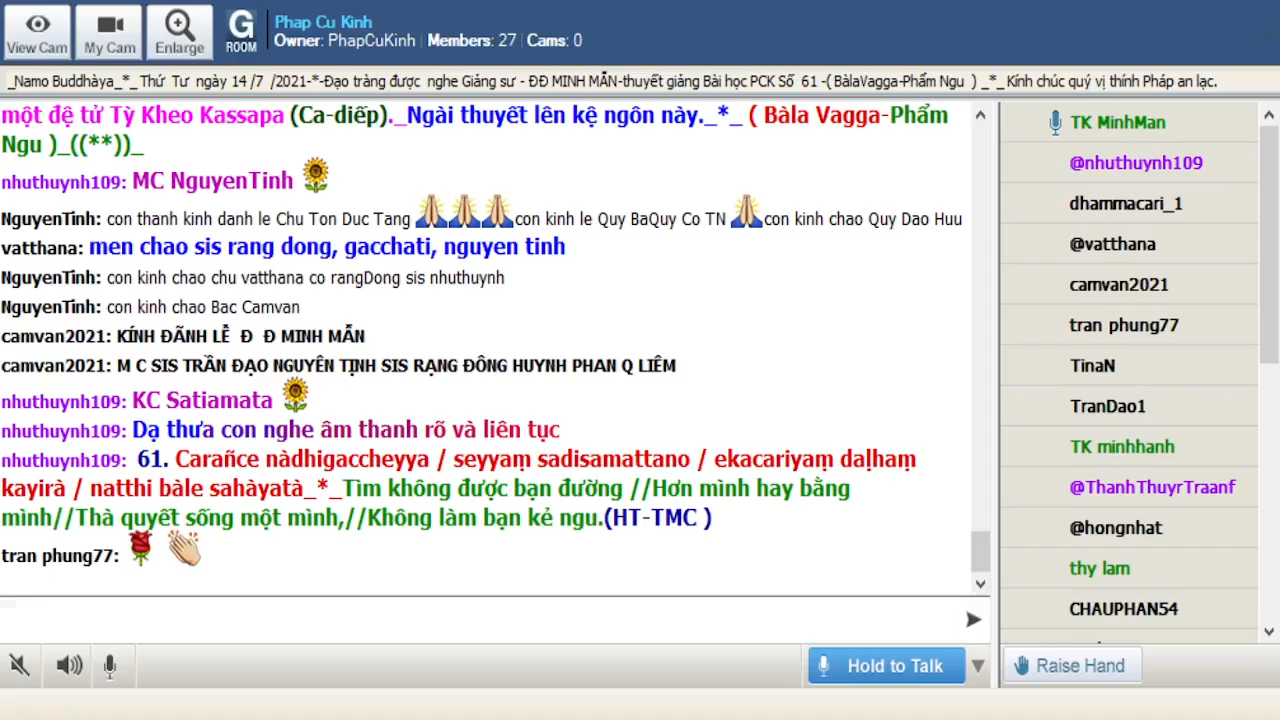 View Cam
My Cam
Enlarge
G
ROOM
Phap Cu Kinh
Owner: PhapCuKinh | Members: 27 | Cams: 0
_Namo Buddhàya_*_Thứ Tư ngày 14 /7 /2021-*-Đạo tràng được nghe Giảng sư - ĐĐ MINH MẪN-thuyết giảng Bài học PCK Số 61 -( BàlaVagga-Phẩm Ngu ) _*_Kính chúc quý vị thính Pháp an lạc.
một đệ tử Tỳ Kheo Kassapa (Ca-diếp)._Ngài thuyết lên kệ ngôn này._*_ ( Bàla Vagga-Phẩm
Ngu )_((**))_
nhuthuynh109: MC NguyenTinh
NguyenTinh: con thanh kinh danh le Chu Ton Duc Tang con kinh le Quy BaQuy Co TN con kinh chao Quy Dao Huu
vatthana: men chao sis rang dong, gacchati, nguyen tinh
NguyenTinh: con kinh chao chu vatthana co rangDong sis nhuthuynh
NguyenTinh: con kinh chao Bac Camvan
camvan2021: KÍNH ĐÃNH LỄ Đ Đ MINH MẪN
camvan2021: M C SIS TRẦN ĐẠO NGUYÊN TỊNH SIS RẠNG ĐÔNG HUYNH PHAN Q LIÊM
nhuthuynh109: KC Satiamata
nhuthuynh109: Dạ thưa con nghe âm thanh rõ và liên tục
nhuthuynh109: 61. Carañce nàdhigaccheyya / seyyaṃ sadisamattano / ekacariyaṃ daḷhaṃ
kayirà / natthi bàle sahàyatà_*_Tìm không được bạn đường //Hơn mình hay bằng
mình//Thà quyết sống một mình,//Không làm bạn kẻ ngu.(HT-TMC )
tran phung77:
TK MinhMan
@nhuthuynh109
dhammacari_1
@vatthana
camvan2021
tran phung77
TinaN
TranDao1
TK minhhanh
@ThanhThuyrTraanf
@hongnhat
thy lam
CHAUPHAN54
Hold to Talk
Raise Hand